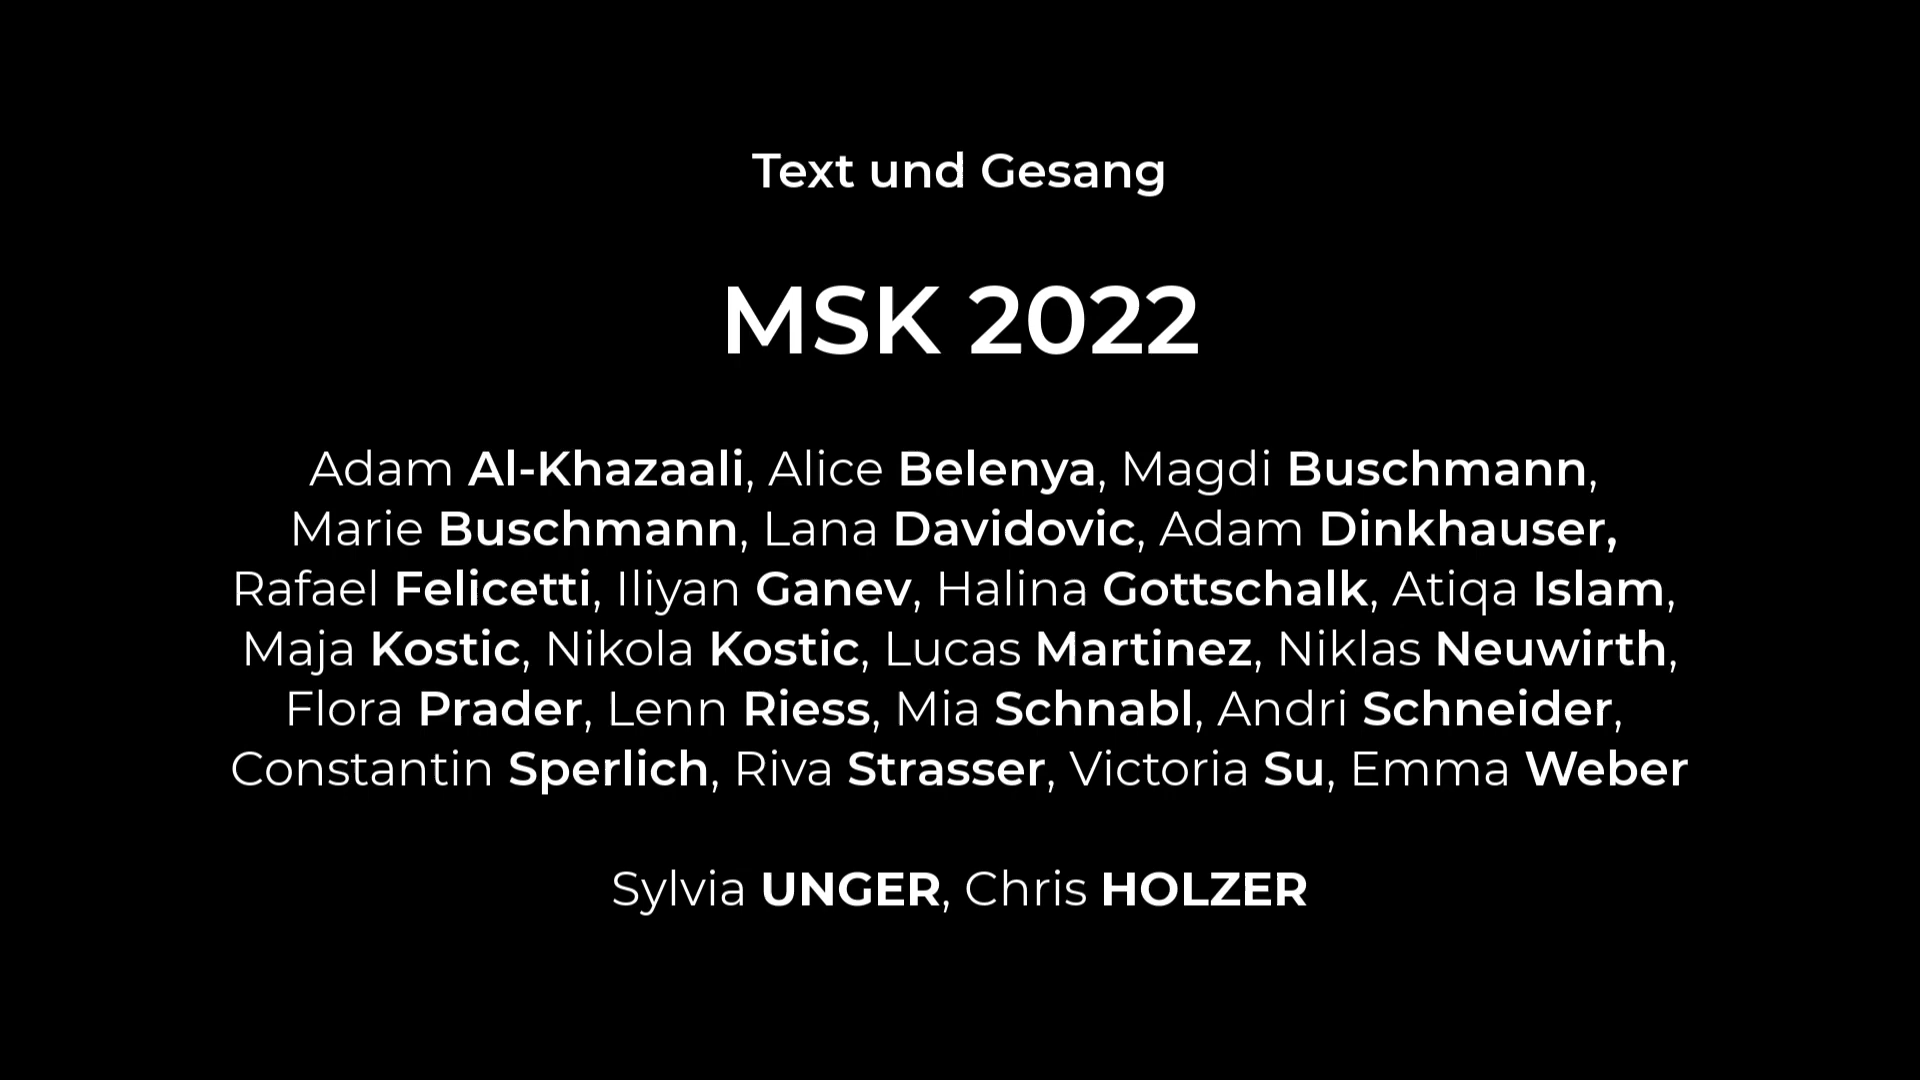 Text und Gesang
MSK 2022
Adam Al-Khazaali, Alice Belenya, Magdi Buschmann,
Marie Buschmann, Lana Davidovic, Adam Dinkhauser,
Rafael Felicetti, Iliyan Ganev, Halina Gottschalk, Atiqa Islam,
Maja Kostic, Nikola Kostic, Lucas Martinez, Niklas Neuwirth,
Flora Prader, Lenn Riess, Mia Schnabl, Andri Schneider,
Constantin Sperlich, Riva Strasser, Victoria Su, Emma Weber
Sylvia UNGER, Chris HOLZER